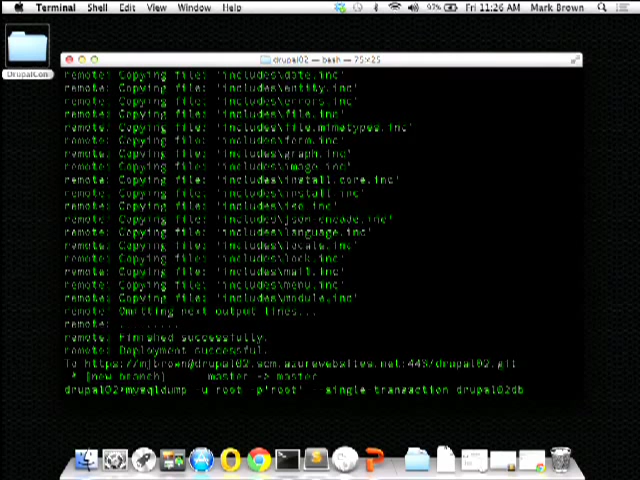 Terminal Shell Edit View Window Help Fri 11:26 AM Mark Brown
DrupalCon
drupal02 — bash — 75×25
remote: Copying file: 'includes\date.inc'
remote: Copying file: 'includes\entity.inc'
remote: Copying file: 'includes\errors.inc'
remote: Copying file: 'includes\file.inc'
remote: Copying file: 'includes\file.mimetypes.inc'
remote: Copying file: 'includes\form.inc'
remote: Copying file: 'includes\graph.inc'
remote: Copying file: 'includes\image.inc'
remote: Copying file: 'includes\install.core.inc'
remote: Copying file: 'includes\install.inc'
remote: Copying file: 'includes\iso.inc'
remote: Copying file: 'includes\json-encode.inc'
remote: Copying file: 'includes\language.inc'
remote: Copying file: 'includes\locale.inc'
remote: Copying file: 'includes\lock.inc'
remote: Copying file: 'includes\mail.inc'
remote: Copying file: 'includes\menu.inc'
remote: Copying file: 'includes\module.inc'
remote: Omitting next output lines...
remote: .......
remote: Finished successfully.
remote: Deployment successful.
To https://mjbrown@drupal02.scm.azurewebsites.net:443/drupal02.git
* [new branch] master -> master
drupal02 mysqldump -u root -p'root' --single-transaction drupal02db